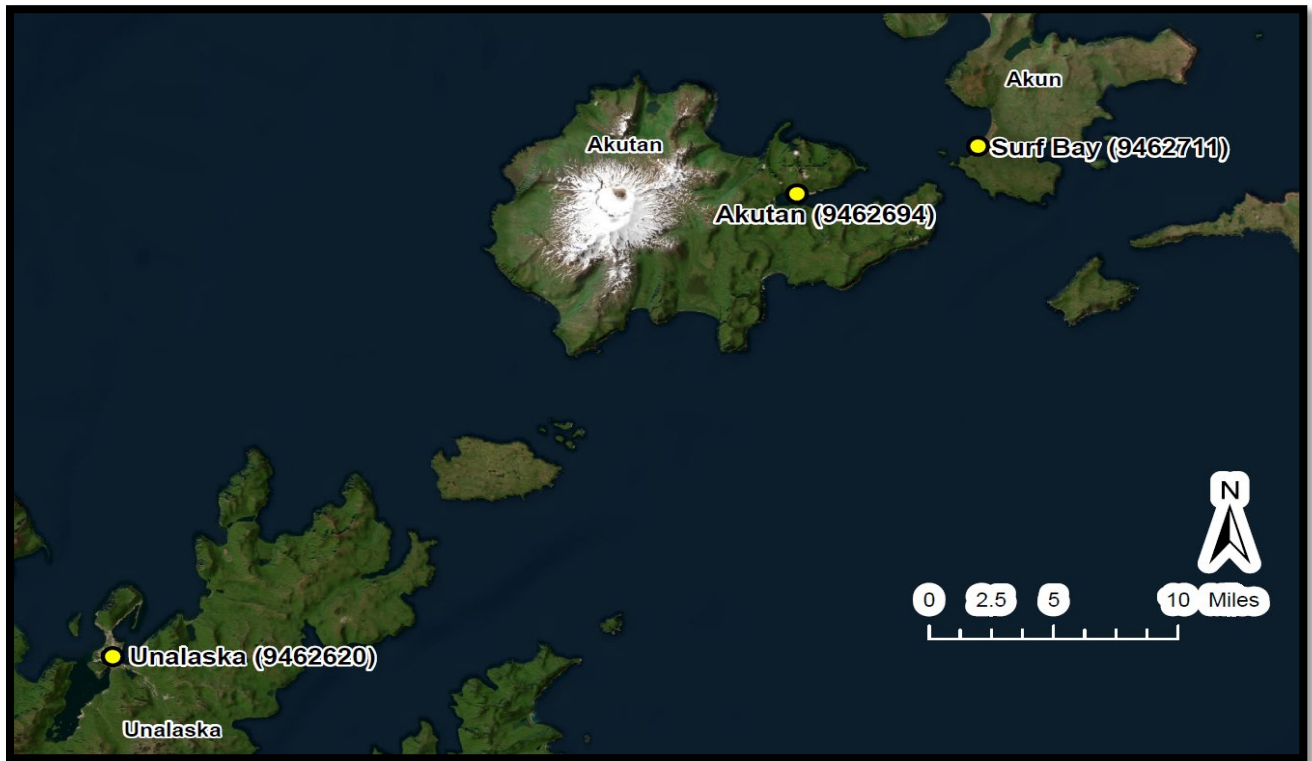 Akun
Akutan
Surf Bay (9462711)
Akutan (9462694)
N
0 2.5 5 10 Miles
Unalaska (9462620)
Unalaska